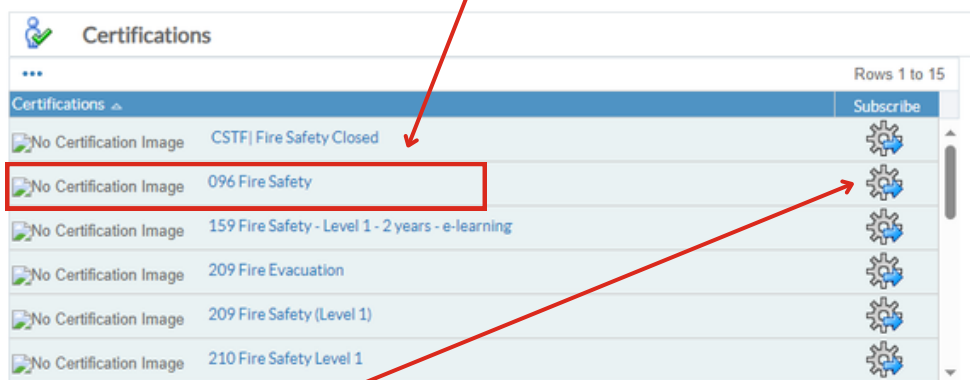 Certifications
Rows 1 to 15
Certifications Subscribe
No Certification Image CSTF| Fire Safety Closed
No Certification Image 096 Fire Safety
No Certification Image 159 Fire Safety - Level 1 - 2 years - e-learning
No Certification Image 209 Fire Evacuation
No Certification Image 209 Fire Safety (Level 1)
No Certification Image 210 Fire Safety Level 1